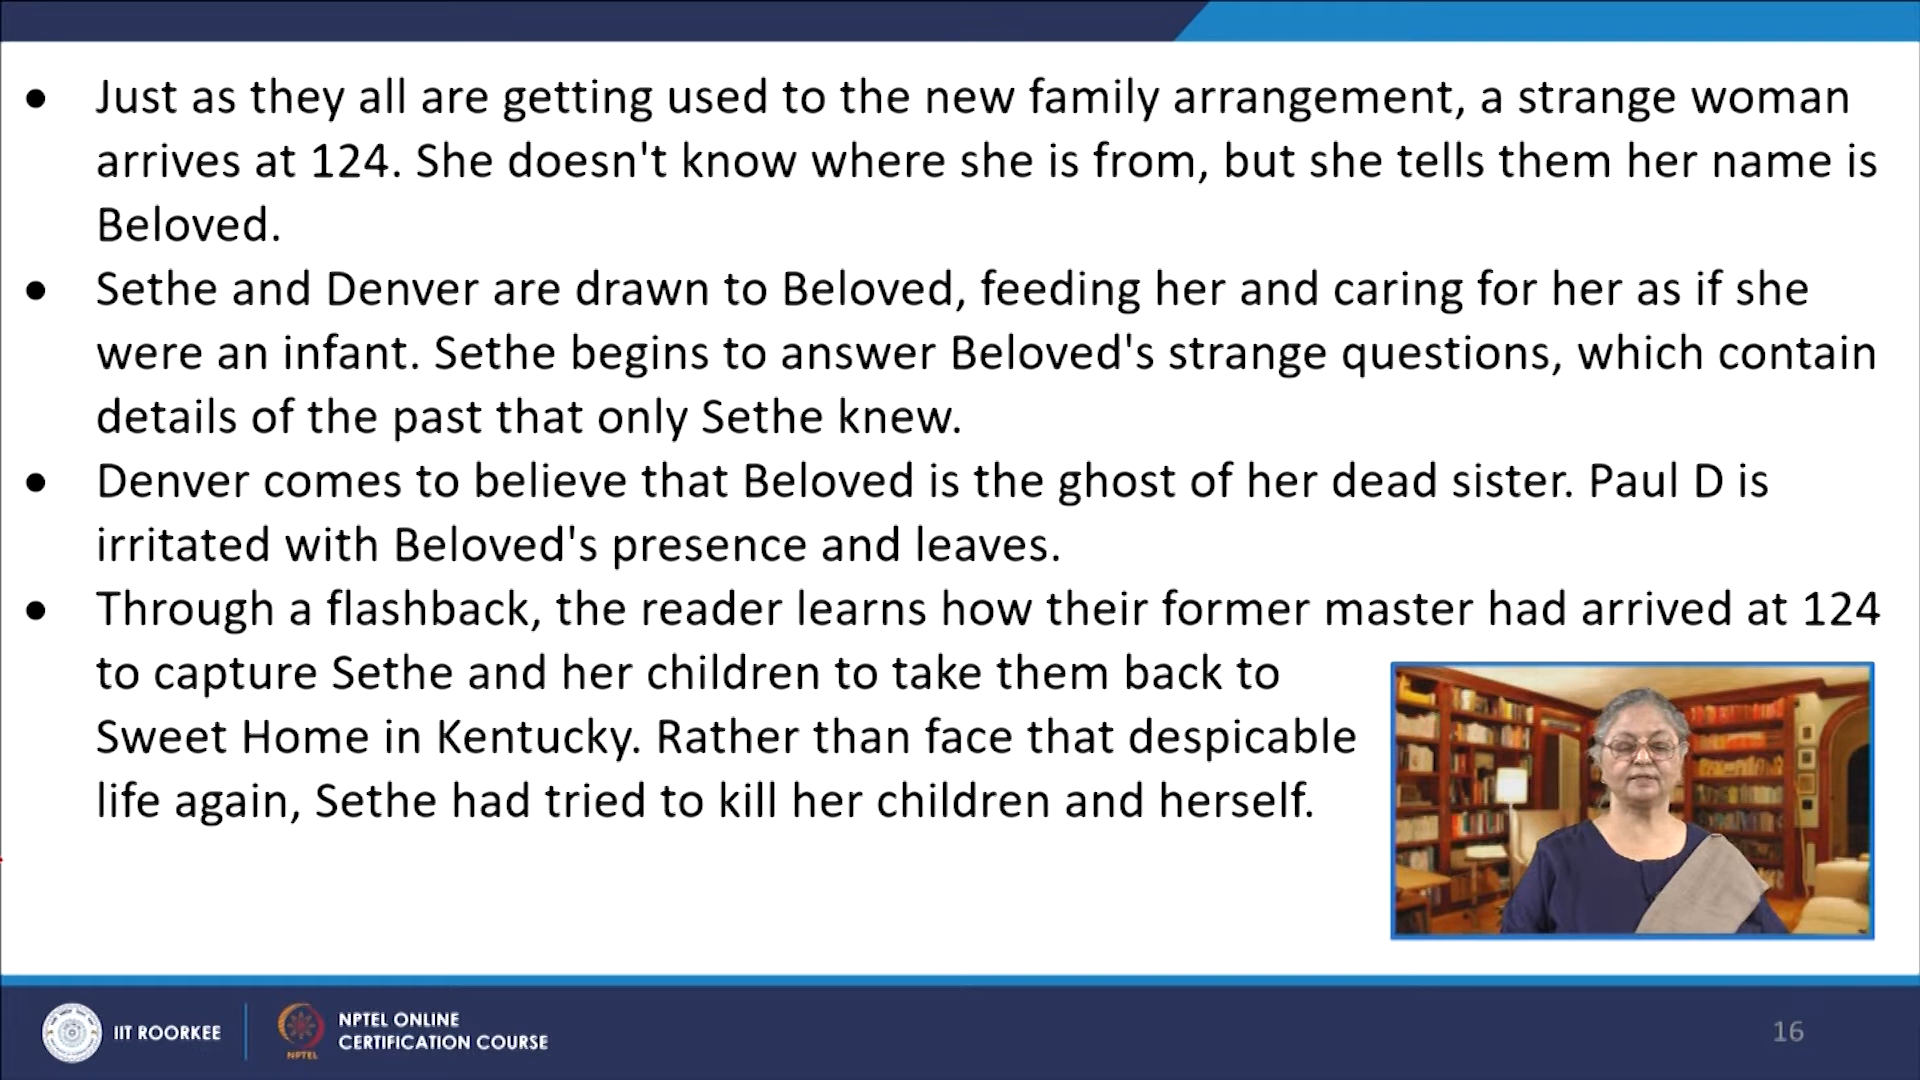 Just as they all are getting used to the new family arrangement, a strange woman
arrives at 124. She doesn't know where she is from, but she tells them her name is
Beloved.
Sethe and Denver are drawn to Beloved, feeding her and caring for her as if she
were an infant. Sethe begins to answer Beloved's strange questions, which contain
details of the past that only Sethe knew.
Denver comes to believe that Beloved is the ghost of her dead sister. Paul D is
irritated with Beloved's presence and leaves.
Through a flashback, the reader learns how their former master had arrived at 124
to capture Sethe and her children to take them back to
Sweet Home in Kentucky. Rather than face that despicable
life again, Sethe had tried to kill her children and herself.
IIT ROORKEE
NPTEL
NPTEL ONLINE
CERTIFICATION COURSE
16